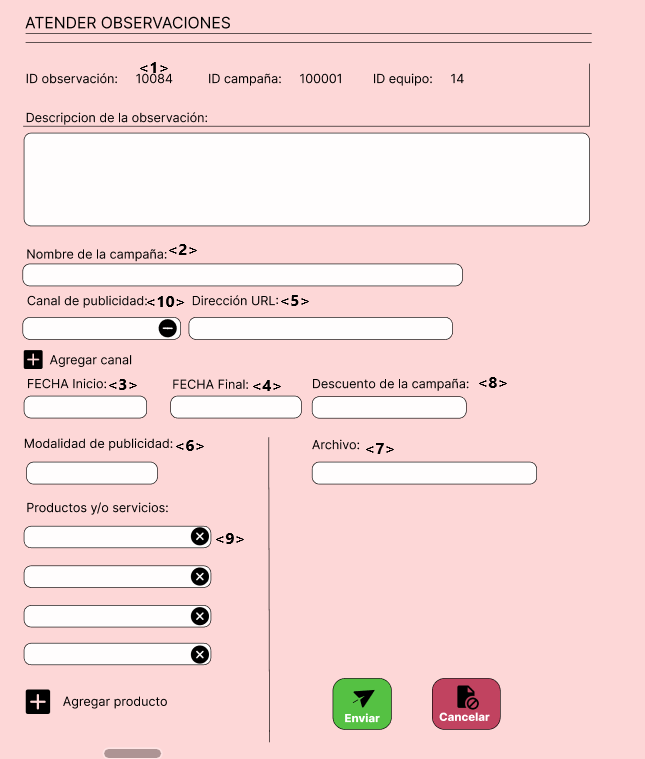 ATENDER OBSERVACIONES
<1>
ID observación: 10084 ID campaña: 100001 ID equipo: 14
Descripcion de la observación:
Nombre de la campaña: <2>
Canal de publicidad: <10> Dirección URL: <5>
Agregar canal
FECHA Inicio: <3> FECHA Final: <4> Descuento de la campaña: <8>
Modalidad de publicidad: <6> Archivo: <7>
Productos y/o servicios:
<9>
Agregar producto
Enviar Cancelar